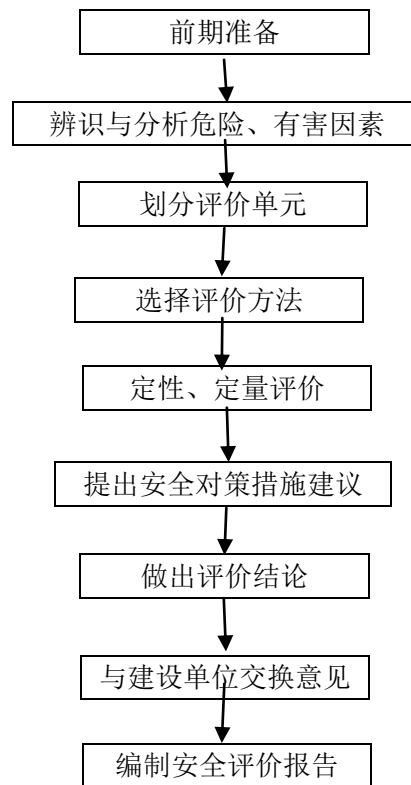 前期准备
辨识与分析危险、有害因素
划分评价单元
选择评价方法
定性、定量评价
提出安全对策措施建议
做出评价结论
与建设单位交换意见
编制安全评价报告